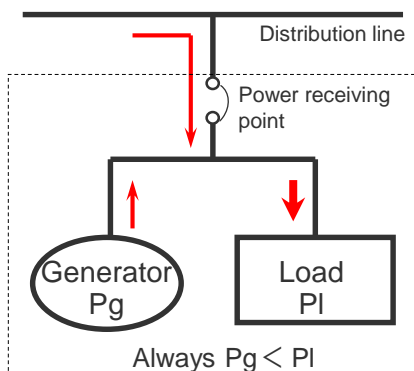 Distribution line
Power receiving
point
Generator
Pg
Load
Pl
Always Pg＜Pl